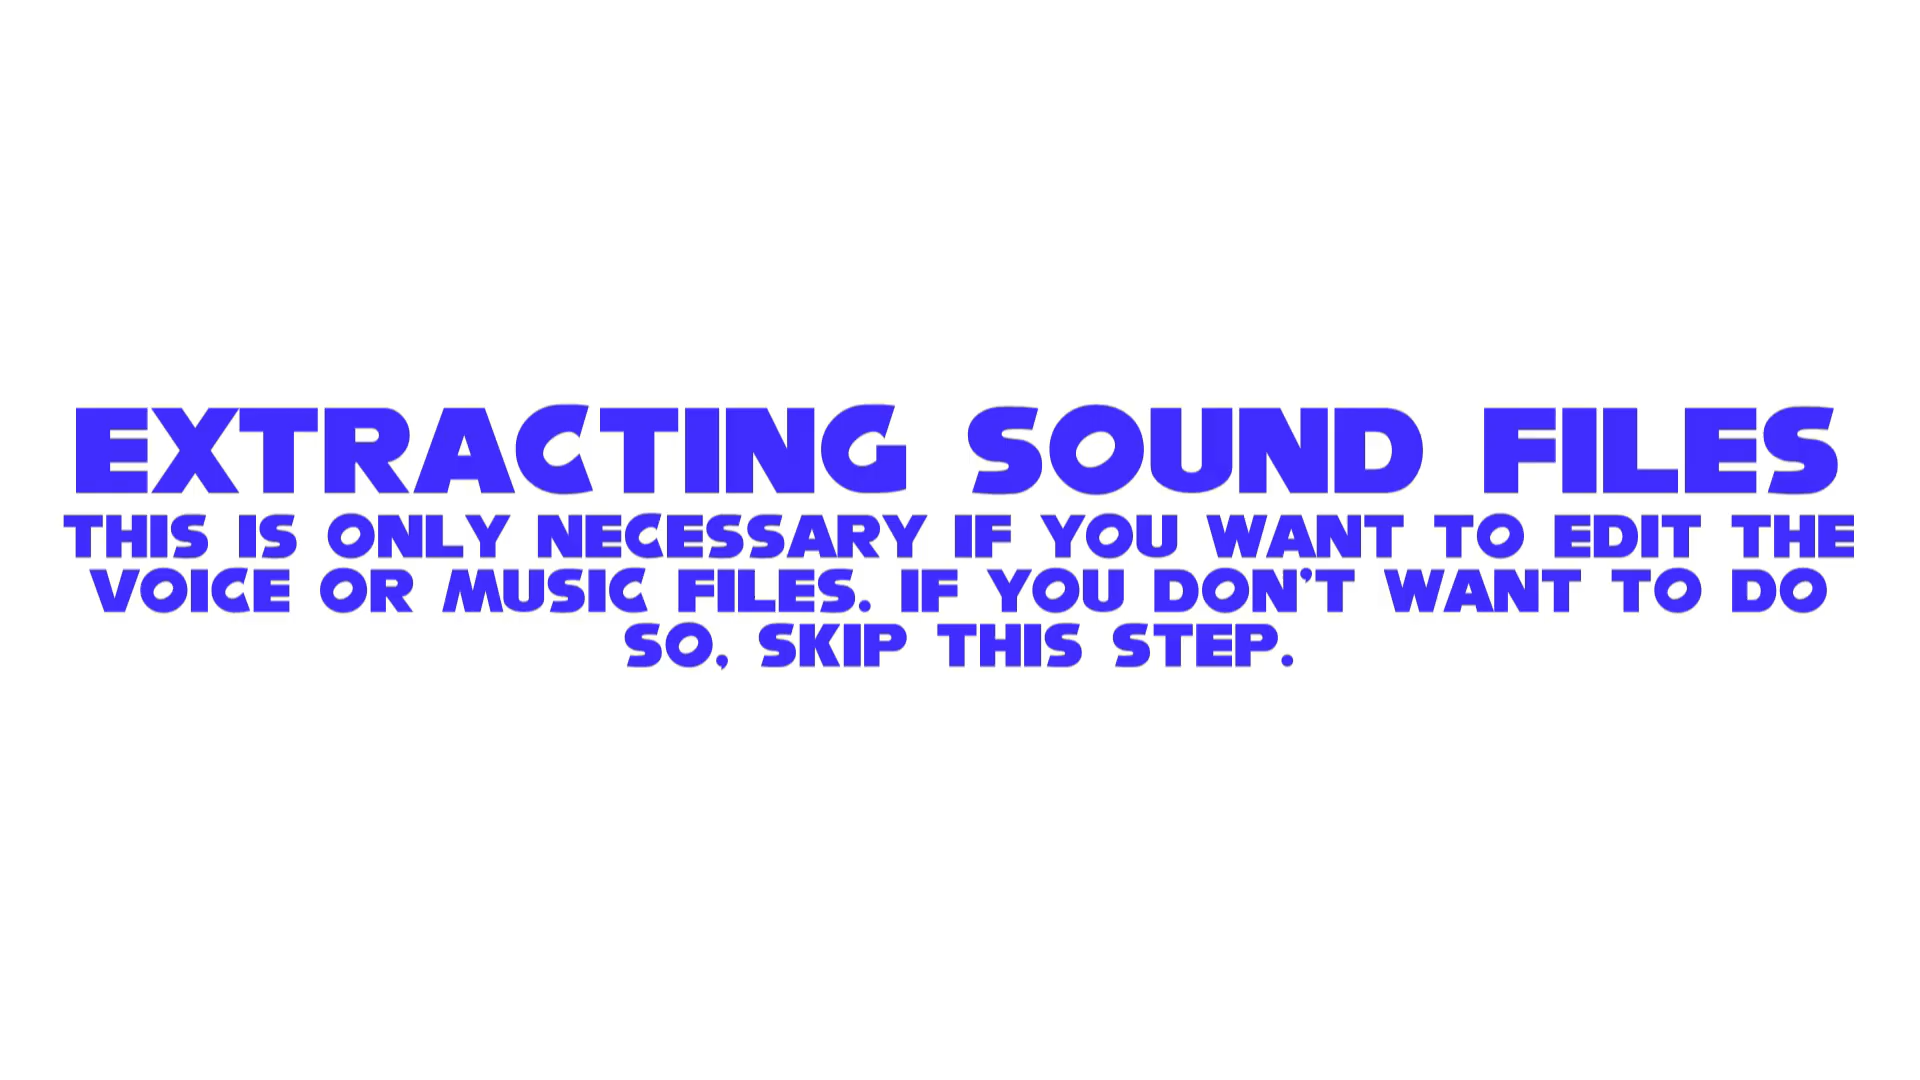 EXTRACTING SOUND FILES
THIS IS ONLY NECESSARY IF YOU WANT TO EDIT THE
VOICE OR MUSIC FILES. IF YOU DON'T WANT TO DO
SO, SKIP THIS STEP.